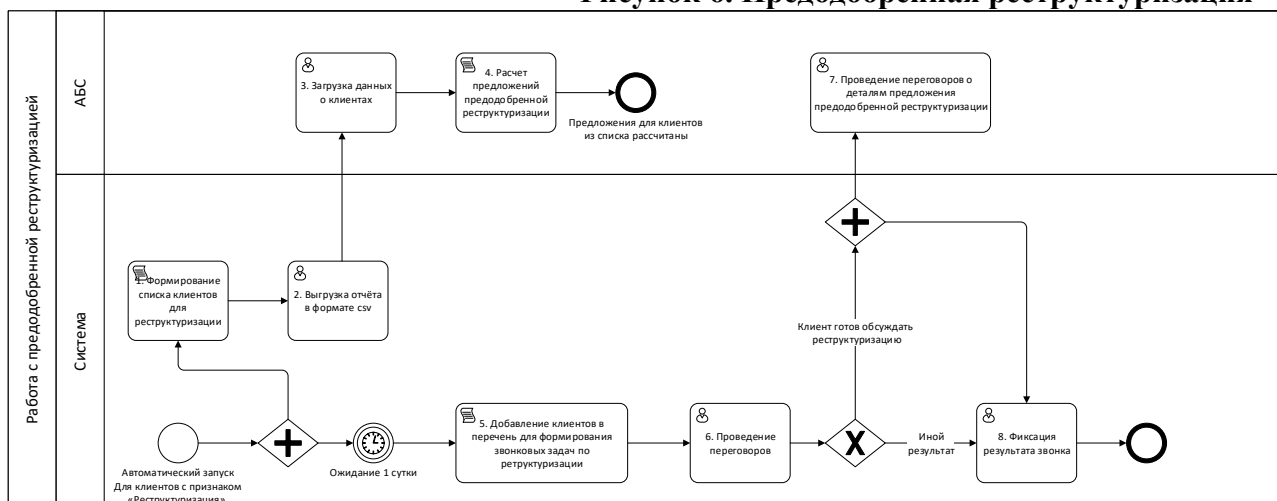 Рисунок 6. Предодобренная реструктуризация
Работа с предодобренной реструктуризацией
АБС
3. Загрузка данных
о клиентах
4. Расчет
предложений
предодобренной
реструктуризации
Предложения для клиентов
из списка рассчитаны
7. Проведение переговоров о
деталям предложения
предодобренной реструктуризации
Система
1. Формирование
списка клиентов
для
реструктуризации
2. Выгрузка отчёта
в формате csv
Клиент готов обсуждать
реструктуризацию
Автоматический запуск
Для клиентов с признаком
«Реструктуризация»
Ожидание 1 сутки
5. Добавление клиентов в
перечень для формирования
звонковых задач по
ретруктуризации
6. Проведение
переговоров
X
Иной
результат
8. Фиксация
результата звонка